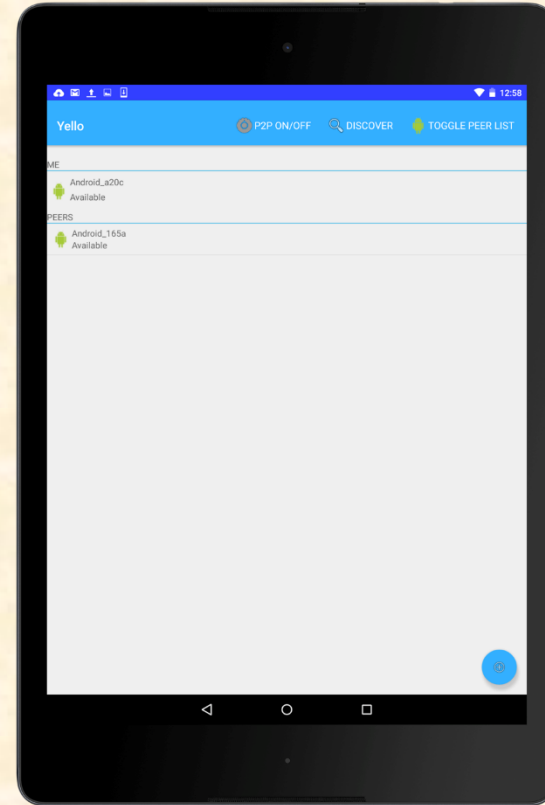 12:58
Yello P2P ON/OFF DISCOVER TOGGLE PEER LIST
ME
Android_a20c
Available
PEERS
Android_165a
Available